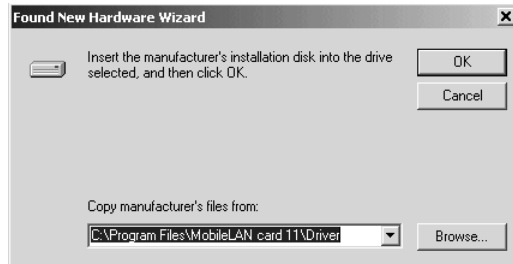 Found New Hardware Wizard
Insert the manufacturer's installation disk into the drive
selected, and then click OK.
OK
Cancel
Copy manufacturer's files from:
C:\Program Files\MobileLAN card 11\Driver
Browse...